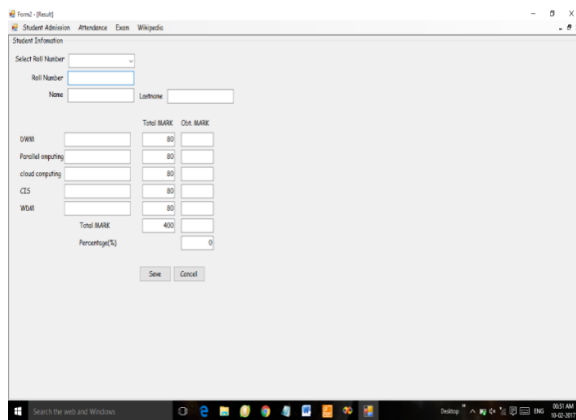 Form2 - [Result]
Student Admission Attendance Exam Wikipedia
Student Infomation
Select Roll Number
Roll Number
Name Lastname
Total MARK Obt. MARK
DWM 80
Parallel omputing 80
cloud computing 80
CIS 80
WDM 80
Total MARK 400
Percentage(%) 0
Save Cancel
Search the web and Windows Desktop ENG 00:51 AM
10-02-2017